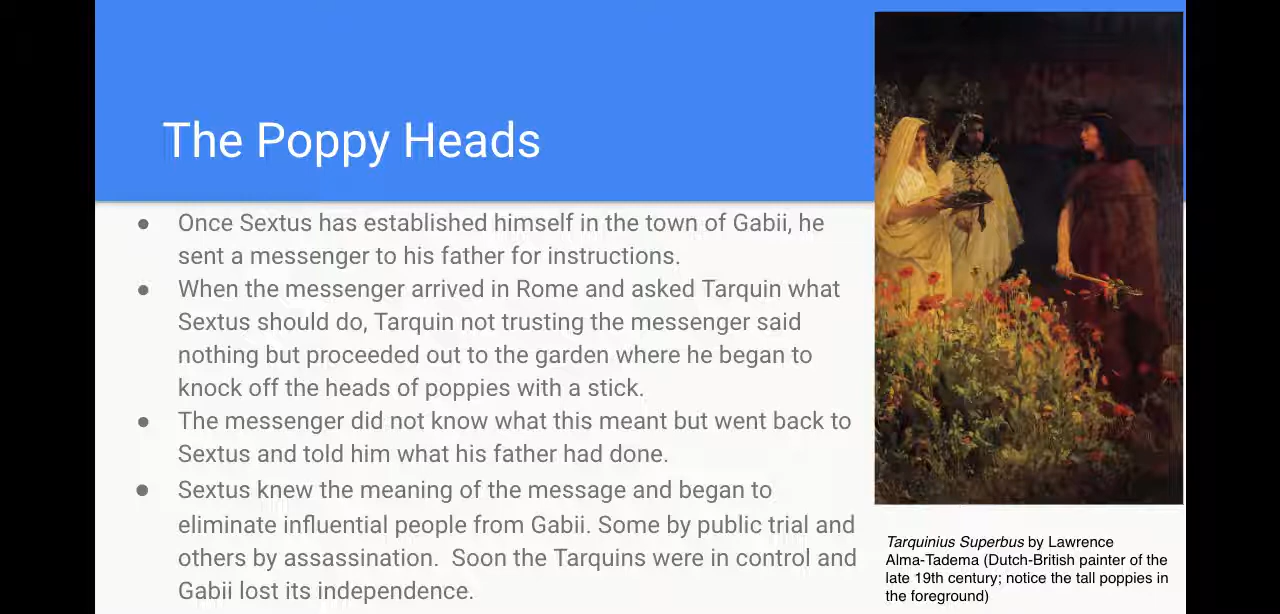 The Poppy Heads
● Once Sextus has established himself in the town of Gabii, he
sent a messenger to his father for instructions.
● When the messenger arrived in Rome and asked Tarquin what
Sextus should do, Tarquin not trusting the messenger said
nothing but proceeded out to the garden where he began to
knock off the heads of poppies with a stick.
● The messenger did not know what this meant but went back to
Sextus and told him what his father had done.
● Sextus knew the meaning of the message and began to
eliminate influential people from Gabii. Some by public trial and
others by assassination.  Soon the Tarquins were in control and
Gabii lost its independence.
Tarquinius Superbus by Lawrence
Alma-Tadema (Dutch-British painter of the
late 19th century; notice the tall poppies in
the foreground)